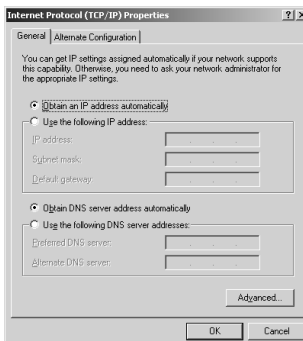 Internet Protocol (TCP/IP) Properties
General
Alternate Configuration
You can get IP settings assigned automatically if your network supports
this capability. Otherwise, you need to ask your network administrator for
the appropriate IP settings.
Obtain an IP address automatically
Use the following IP address:
IP address:
Subnet mask:
Default gateway:
Obtain DNS server address automatically
Use the following DNS server addresses:
Preferred DNS server:
Alternate DNS server:
Advanced...
OK
Cancel